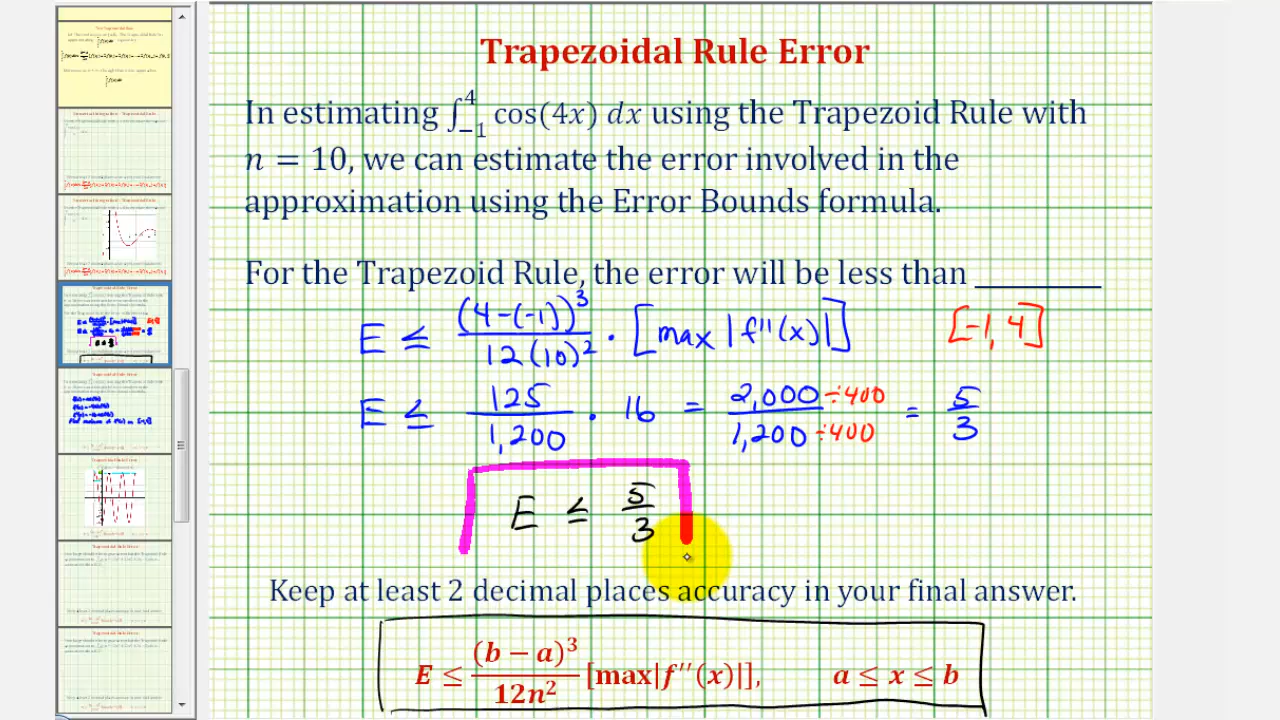 Trapezoidal Rule Error
In estimating ∫₋₁⁴ cos(4x) dx using the Trapezoid Rule with
n = 10, we can estimate the error involved in the
approximation using the Error Bounds formula.
For the Trapezoid Rule, the error will be less than ________
E ≤ (4-(-1))³ / 12(10)² · [max |f''(x)|] [-1, 4]
E ≤ 125 / 1,200 · 16 = 2,000 ÷400 / 1,200 ÷400 = 5/3
E ≤ 5/3
Keep at least 2 decimal places accuracy in your final answer.
E ≤ (b − a)³ / 12n² [max|f''(x)|], a ≤ x ≤ b